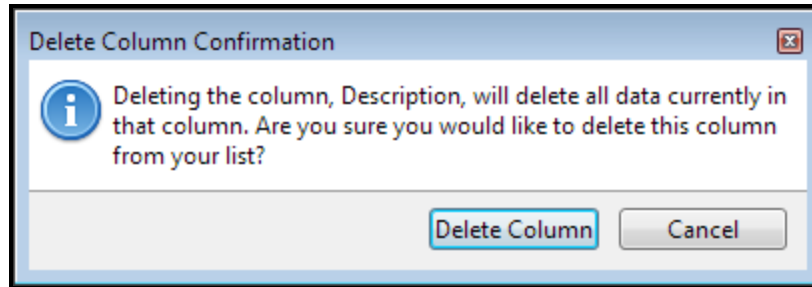 Delete Column Confirmation
Deleting the column, Description, will delete all data currently in
that column. Are you sure you would like to delete this column
from your list?
Delete Column
Cancel